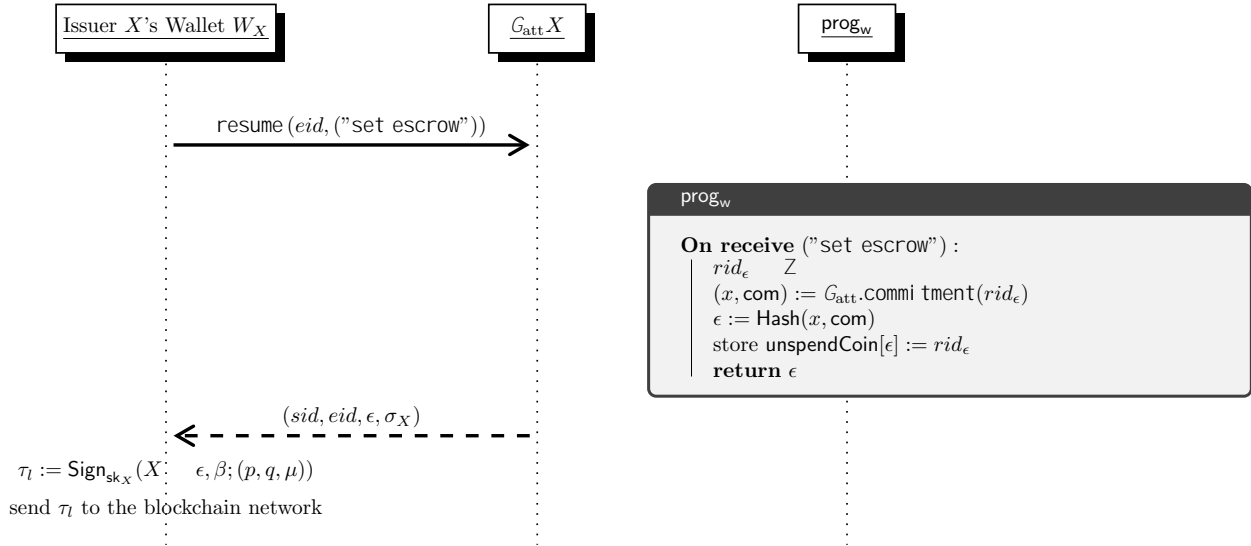 Issuer X's Wallet W_X
G_att X
prog_w
resume(eid, ("set escrow"))
prog_w
On receive ("set escrow") :
rid_ϵ Z
(x, com) := G_att.commitment(rid_ϵ)
ϵ := Hash(x, com)
store unspendCoin[ϵ] := rid_ϵ
return ϵ
(sid, eid, ϵ, σ_X)
τ_l := Sign_sk_X(X ϵ, β; (p, q, μ))
send τ_l to the blockchain network